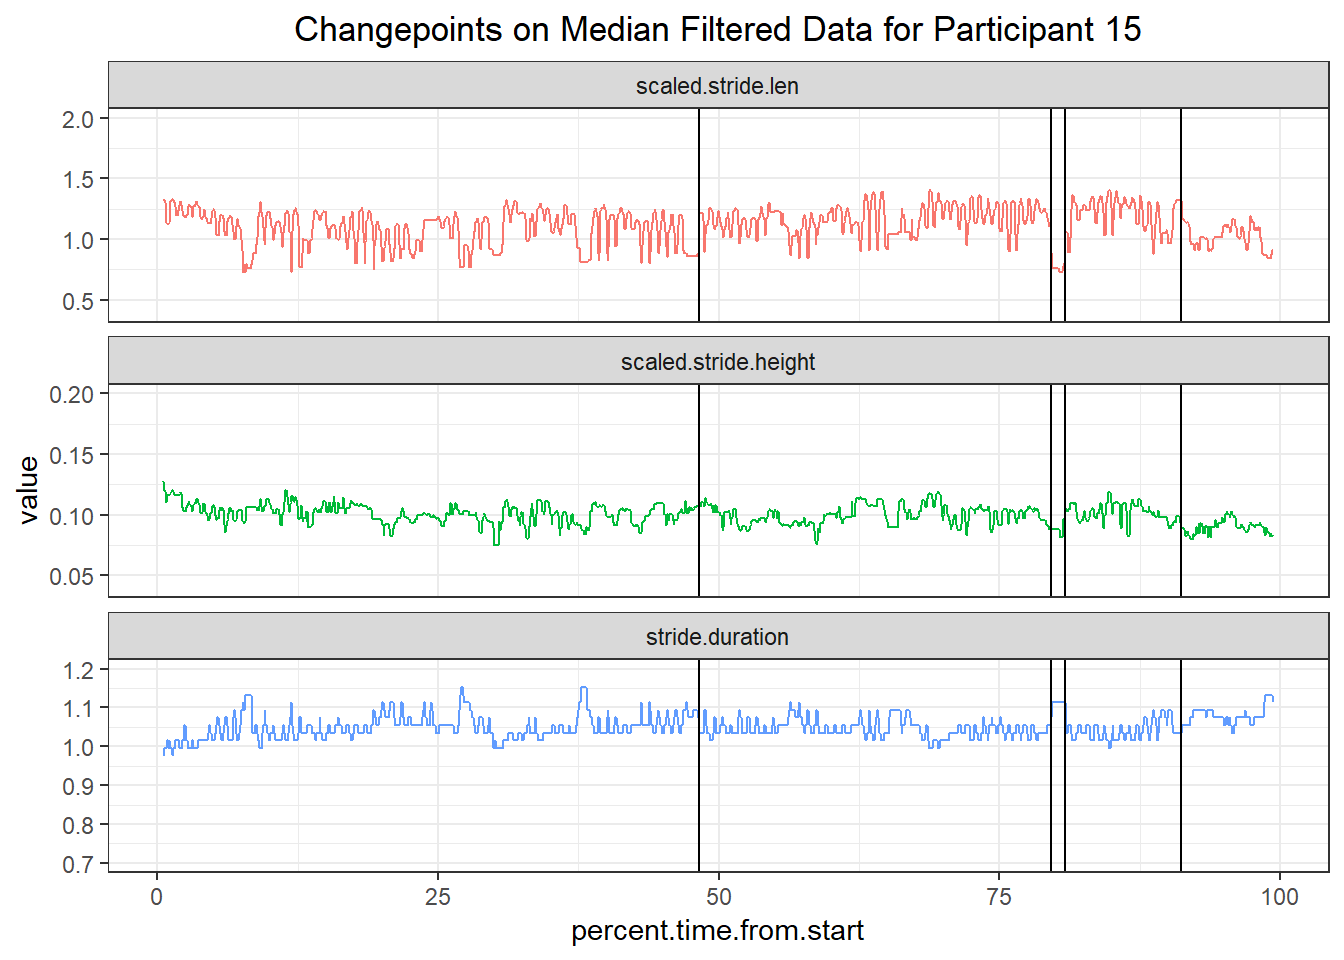 Changepoints on Median Filtered Data for Participant 15
scaled.stride.len
2.0
1.5
1.0
0.5
scaled.stride.height
0.20
0.15
0.10
0.05
value
stride.duration
1.2
1.1
1.0
0.9
0.8
0.7
0 25 50 75 100
percent.time.from.start